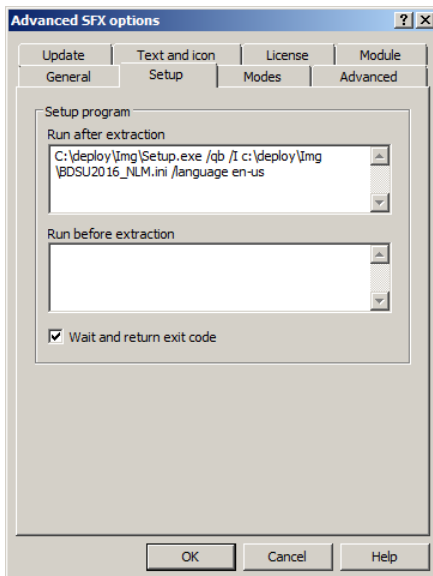 Advanced SFX options
Update Text and icon License Module
General Setup Modes Advanced
Setup program
Run after extraction
C:\deploy\Img\Setup.exe /qb /I c:\deploy\Img
\BDSU2016_NLM.ini /language en-us
Run before extraction
Wait and return exit code
OK Cancel Help